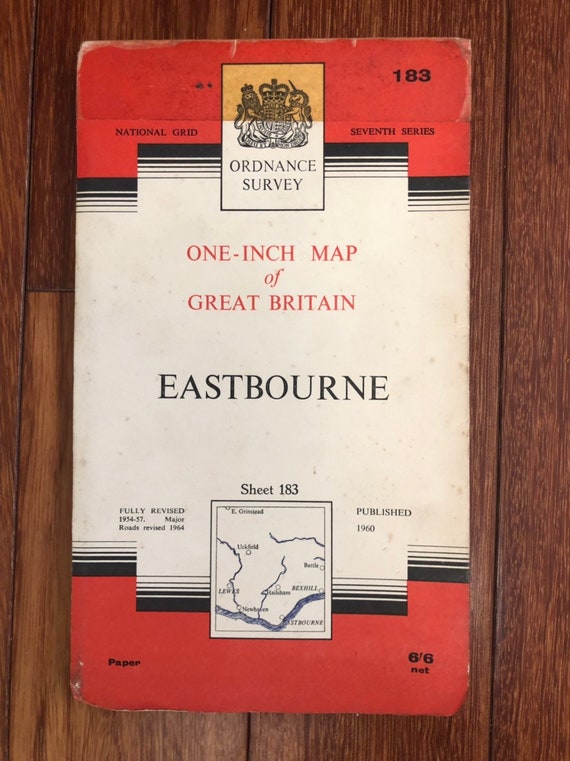 183
NATIONAL GRID
SEVENTH SERIES
ORDNANCE
SURVEY
ONE-INCH MAP
of
GREAT BRITAIN
EASTBOURNE
Sheet 183
FULLY REVISED
1954-57. Major
Roads revised 1964
PUBLISHED
1960
E. Grinstead
Uckfield
Battle
LEWES
Hailsham
BEXHILL
Newhaven
EASTBOURNE
Paper
6/6
net